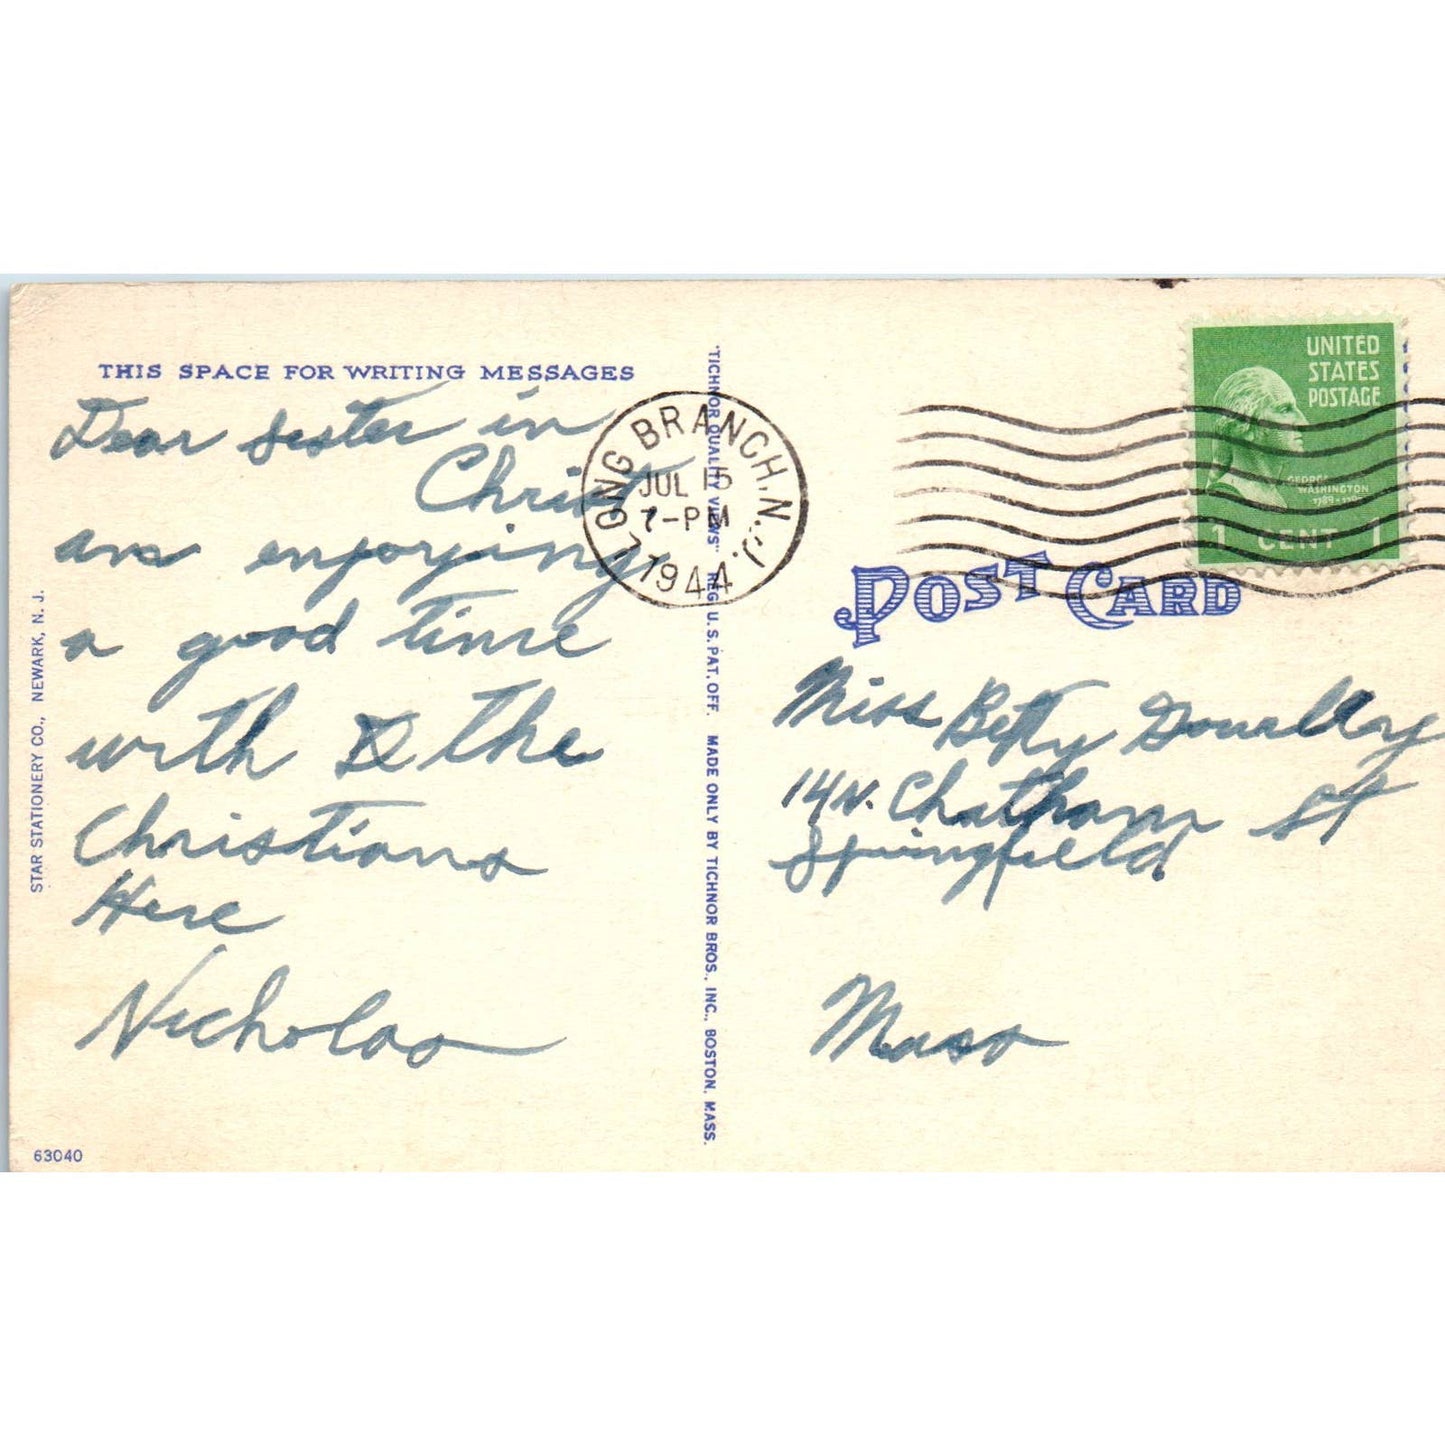 THIS SPACE FOR WRITING MESSAGES
Dear Sister in
Christ
am enjoying
a good time
with the
Christians
Here
Nicholas
STAR STATIONERY CO., NEWARK, N. J.
63040
"TICHNOR QUALITY VIEWS" REG. U. S. PAT. OFF. MADE ONLY BY TICHNOR BROS., INC., BOSTON, MASS.
LONG BRANCH, N.J.
JUL 15
7-PM
1944
UNITED
STATES
POSTAGE
GEORGE
WASHINGTON
1789-1797
1 CENT 1
POST CARD
Miss Betty
14 N. Chatham St
Springfield
Mass